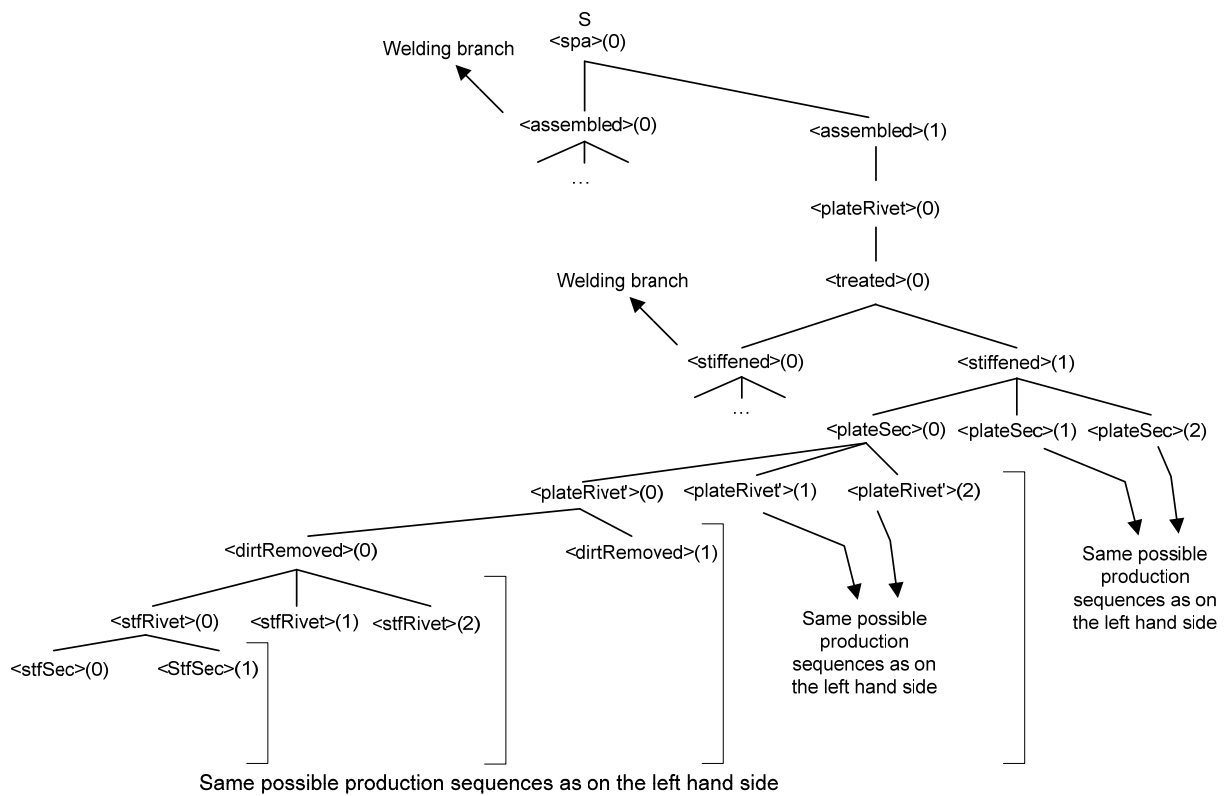 S
<spa>(0)
Welding branch
<assembled>(0)
<assembled>(1)
...
<plateRivet>(0)
Welding branch
<treated>(0)
<stiffened>(0)
<stiffened>(1)
...
<plateSec>(0)
<plateSec>(1)
<plateSec>(2)
<plateRivet'>(0)
<plateRivet'>(1)
<plateRivet'>(2)
<dirtRemoved>(0)
<dirtRemoved>(1)
Same possible
production
sequences as on
the left hand side
<stfRivet>(0)
<stfRivet>(1)
<stfRivet>(2)
Same possible
production
sequences as on
the left hand side
<stfSec>(0)
<StfSec>(1)
Same possible production sequences as on the left hand side